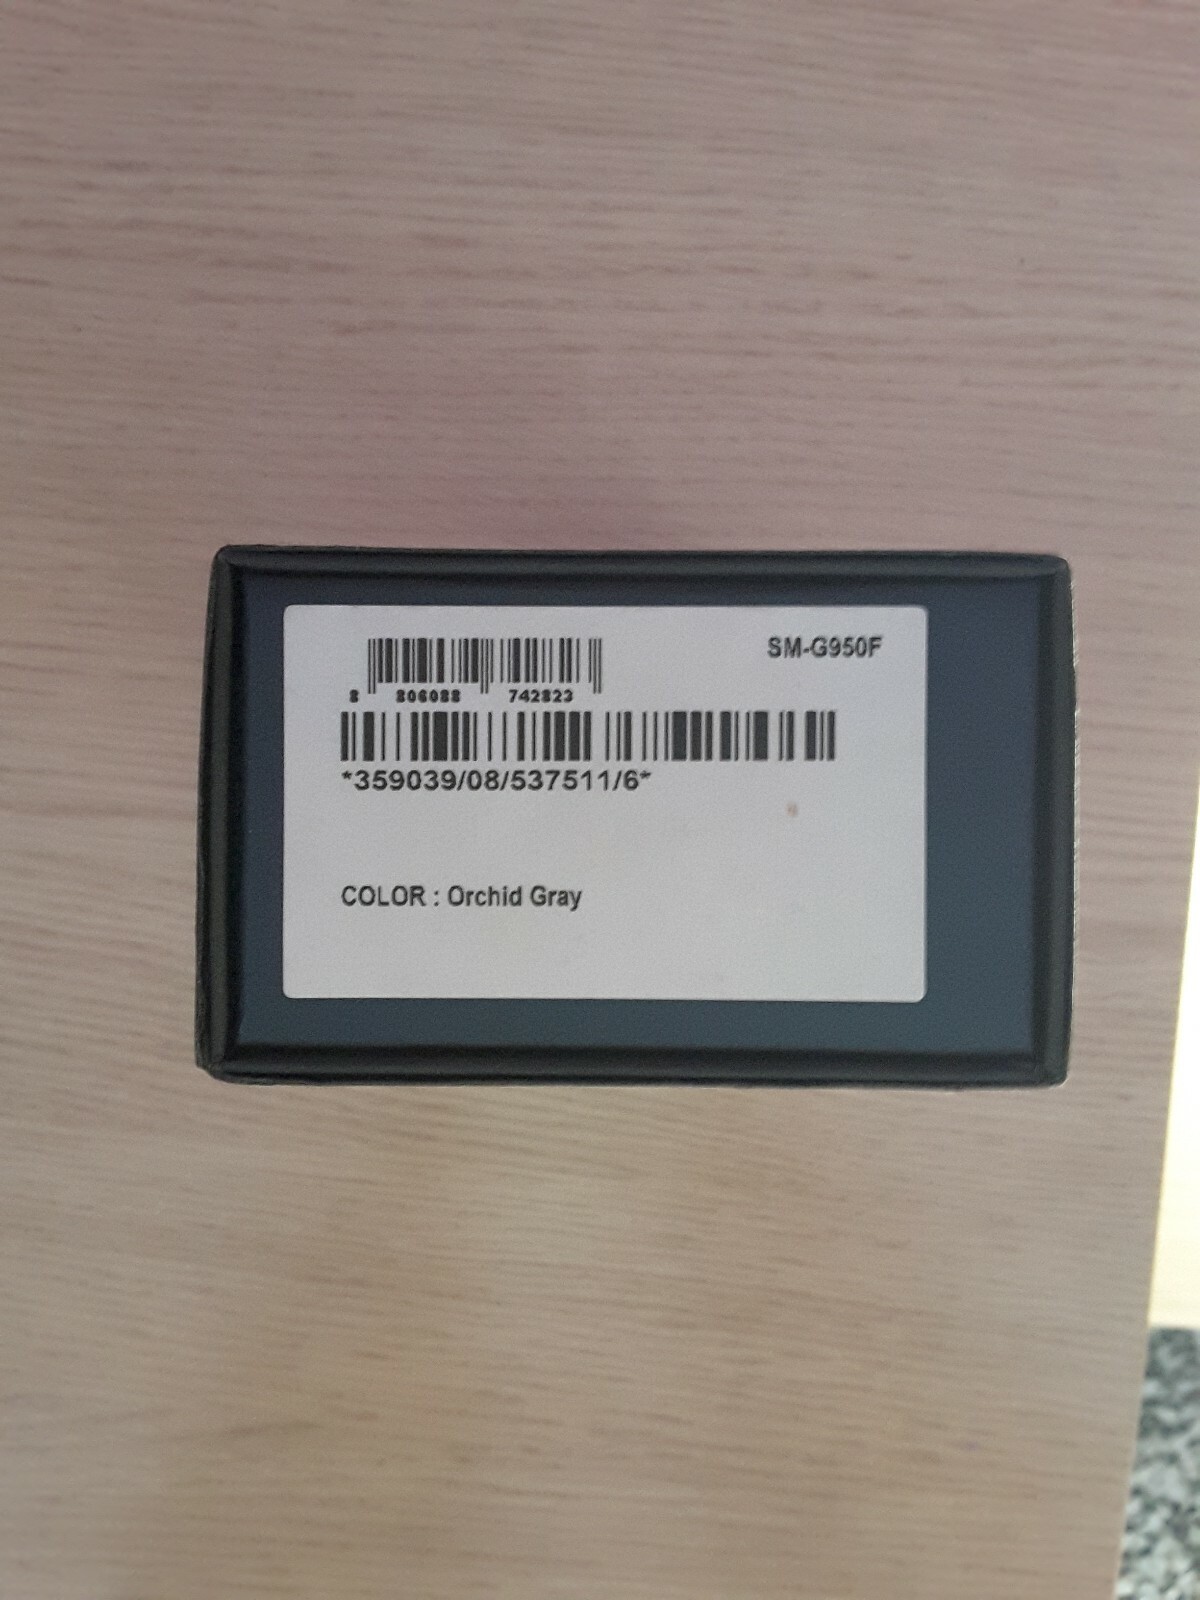 SM-G950F
8 806088 742823
*359039/08/537511/6*
COLOR : Orchid Gray